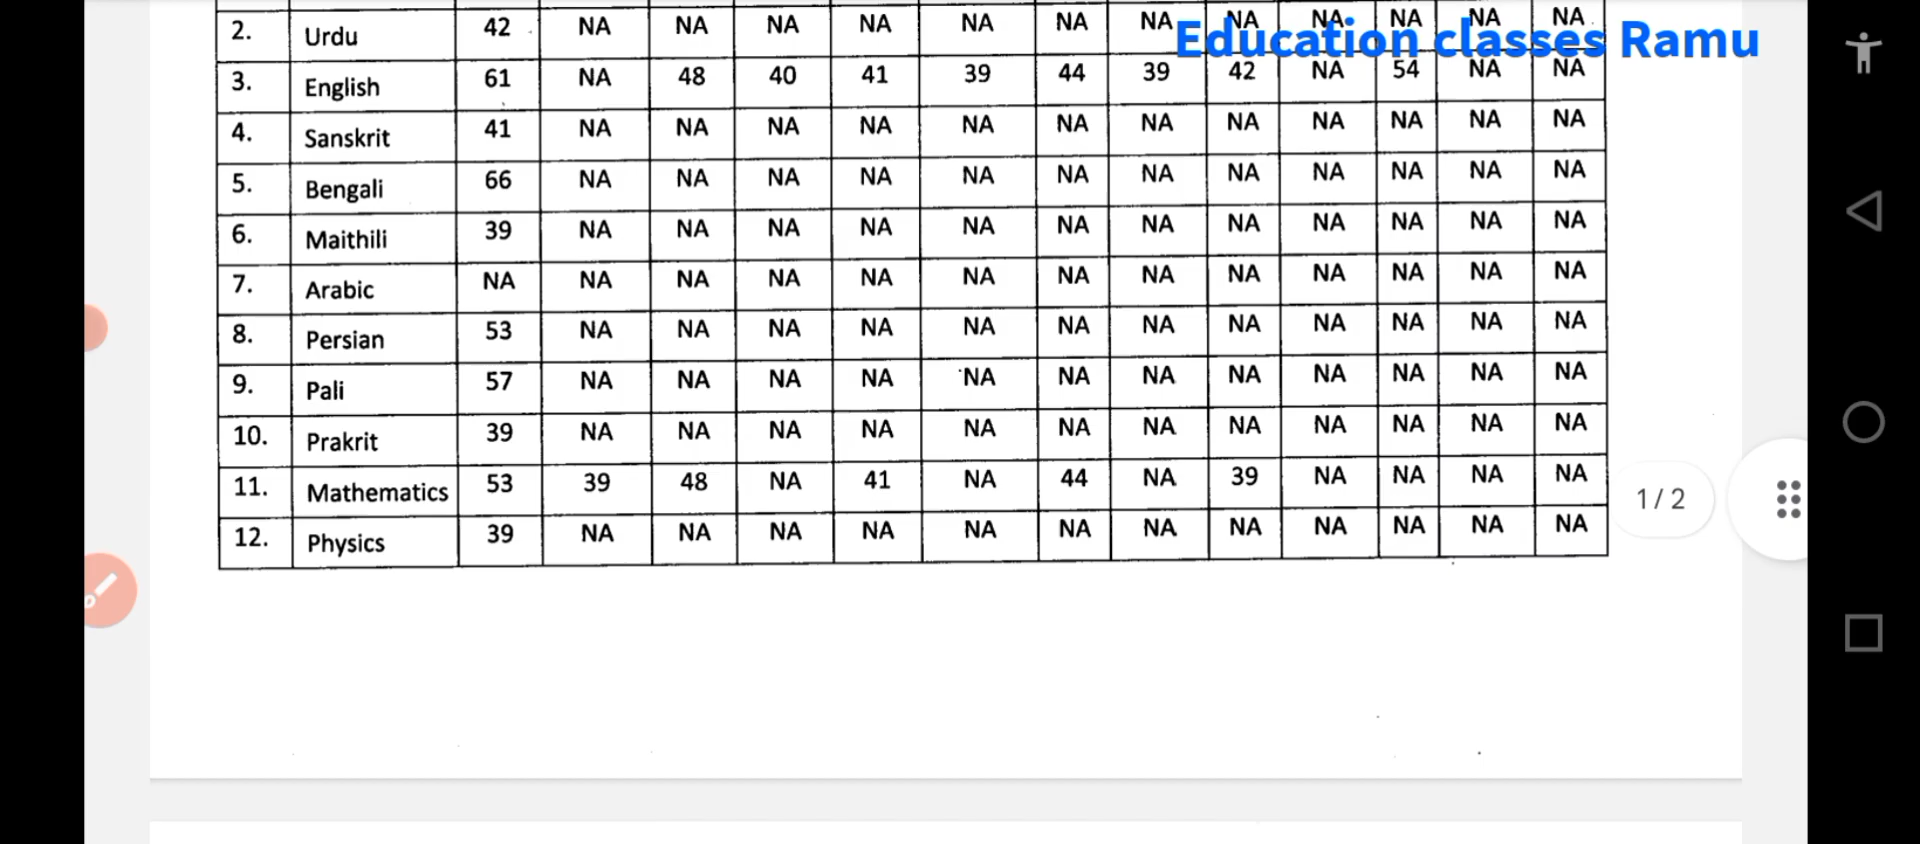 2. Urdu 42 NA NA NA NA NA NA NA NA NA NA NA NA
Education classes Ramu
3. English 61 NA 48 40 41 39 44 39 42 NA 54 NA NA
4. Sanskrit 41 NA NA NA NA NA NA NA NA NA NA NA NA
5. Bengali 66 NA NA NA NA NA NA NA NA NA NA NA NA
6. Maithili 39 NA NA NA NA NA NA NA NA NA NA NA NA
7. Arabic NA NA NA NA NA NA NA NA NA NA NA NA NA
8. Persian 53 NA NA NA NA NA NA NA NA NA NA NA NA
9. Pali 57 NA NA NA NA NA NA NA NA NA NA NA NA
10. Prakrit 39 NA NA NA NA NA NA NA NA NA NA NA NA
11. Mathematics 53 39 48 NA 41 NA 44 NA 39 NA NA NA NA
1 / 2
12. Physics 39 NA NA NA NA NA NA NA NA NA NA NA NA